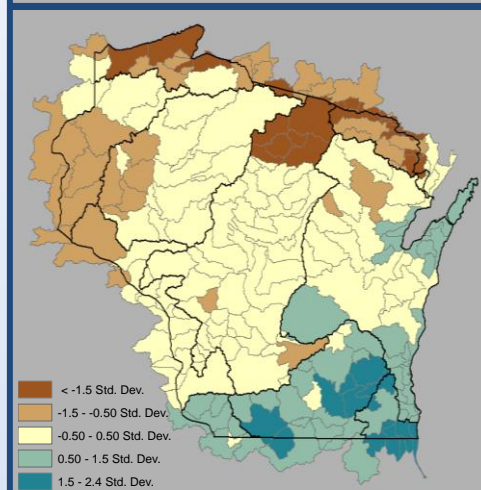 < -1.5 Std. Dev.
-1.5 - -0.50 Std. Dev.
-0.50 - 0.50 Std. Dev.
0.50 - 1.5 Std. Dev.
1.5 - 2.4 Std. Dev.